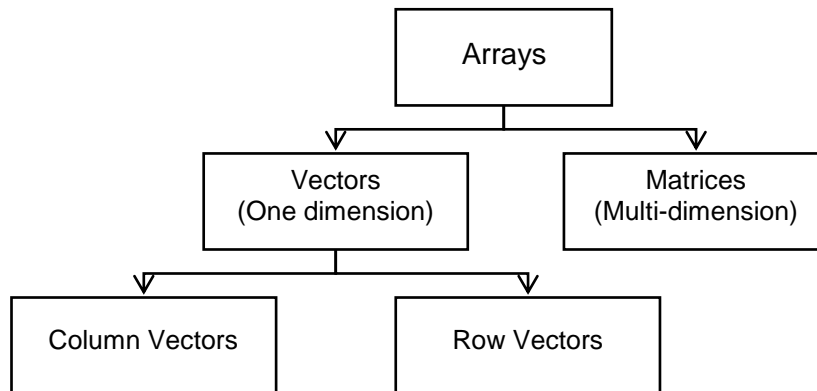 Arrays
Vectors
(One dimension)
Matrices
(Multi-dimension)
Column Vectors
Row Vectors